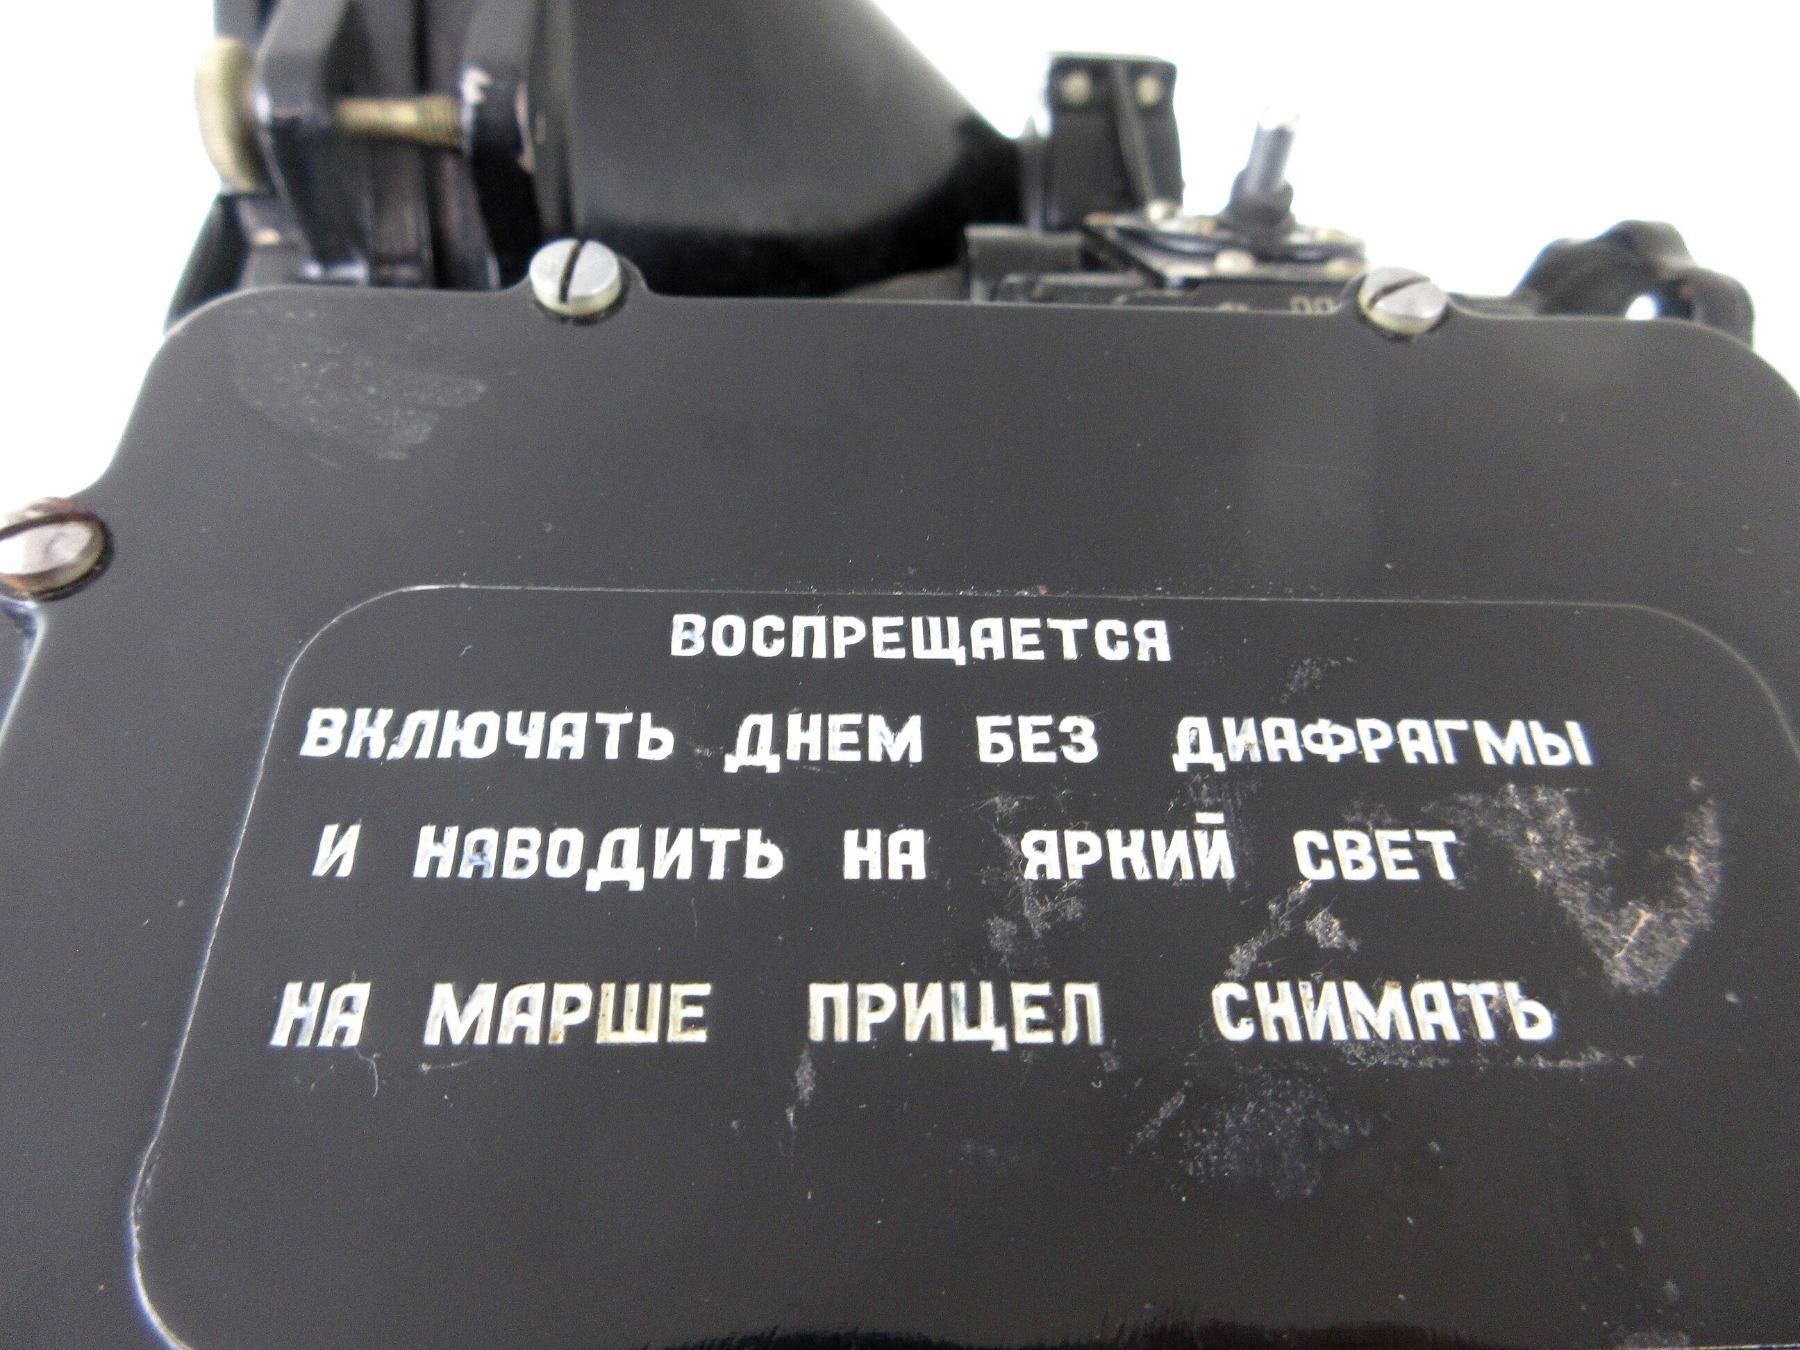 ВОСПРЕЩАЕТСЯ
ВКЛЮЧАТЬ ДНЕМ БЕЗ ДИАФРАГМЫ
И НАВОДИТЬ НА ЯРКИЙ СВЕТ
НА МАРШЕ ПРИЦЕЛ СНИМАТЬ